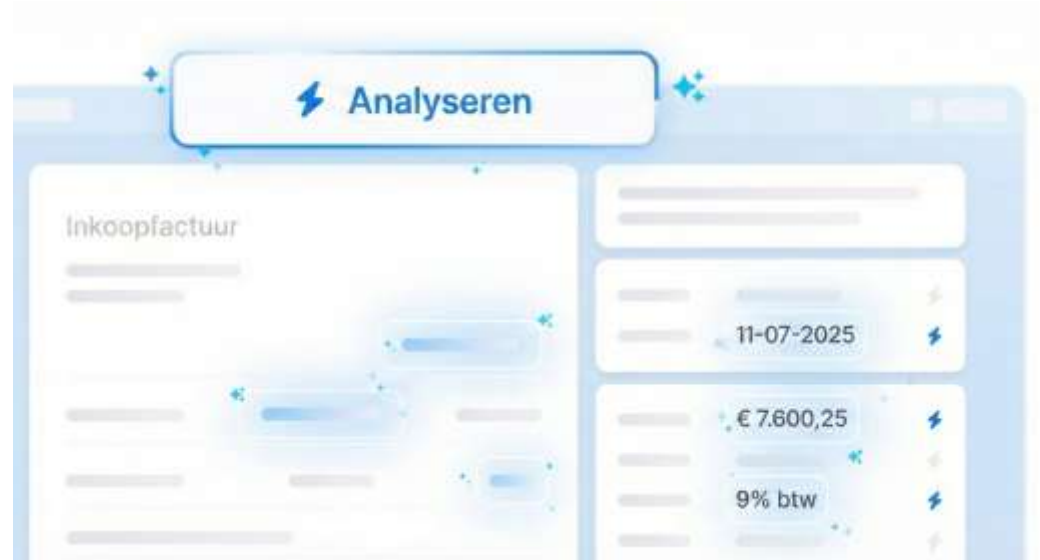 Analyseren
Inkoopfactuur
11-07-2025
€ 7.600,25
9% btw